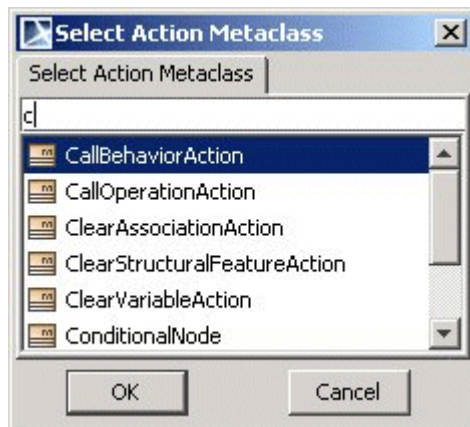 Select Action Metaclass
Select Action Metaclass
c
CallBehaviorAction
CallOperationAction
ClearAssociationAction
ClearStructuralFeatureAction
ClearVariableAction
ConditionalNode
OK Cancel